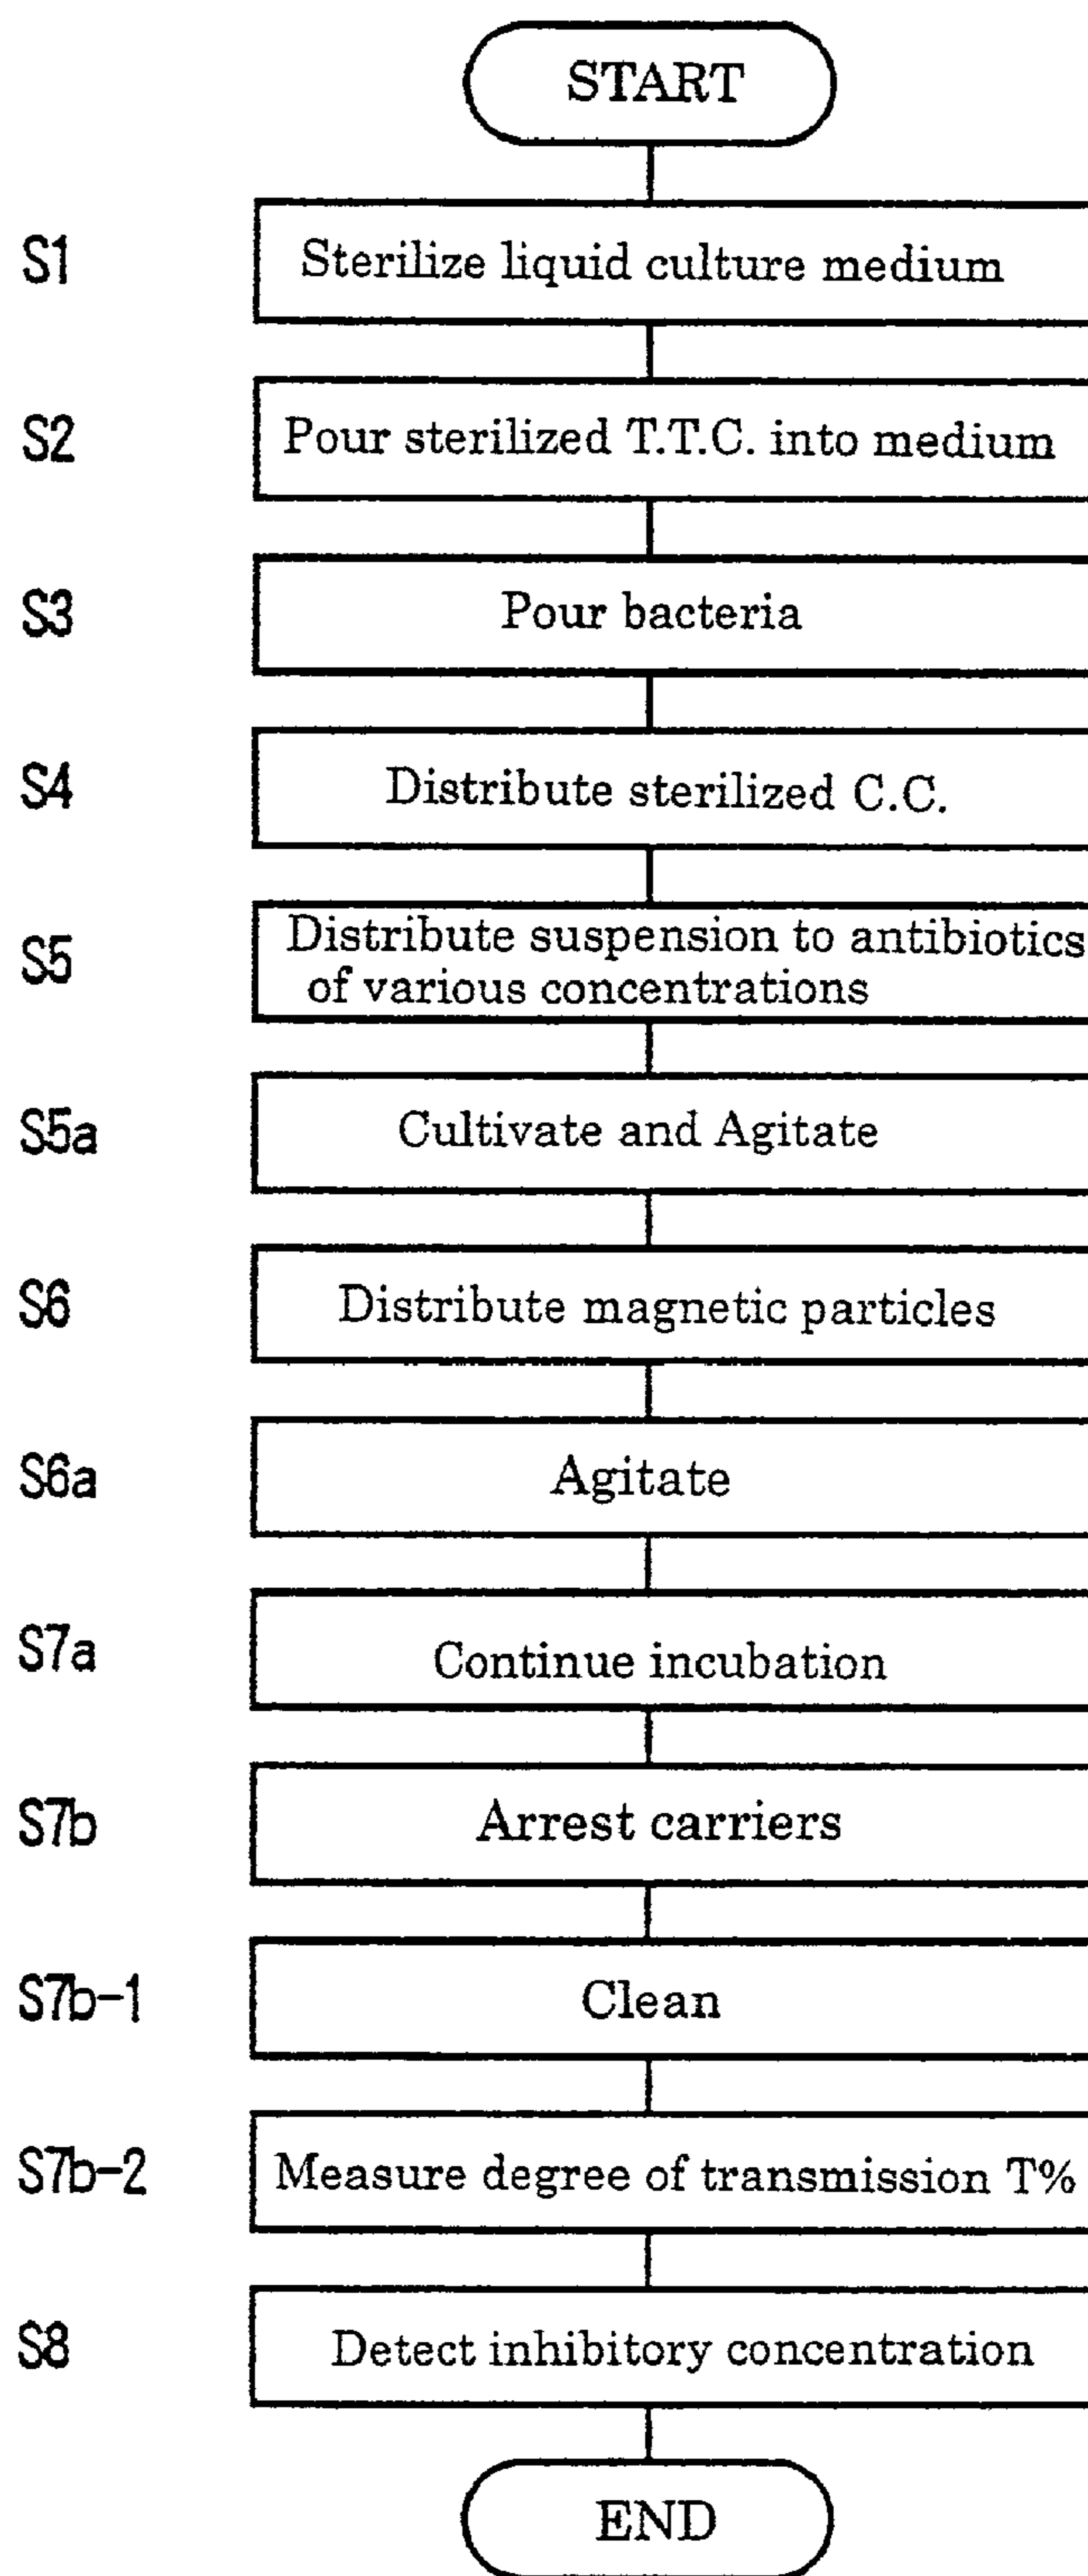 START
S1 Sterilize liquid culture medium
S2 Pour sterilized T.T.C. into medium
S3 Pour bacteria
S4 Distribute sterilized C.C.
S5 Distribute suspension to antibiotics
of various concentrations
S5a Cultivate and Agitate
S6 Distribute magnetic particles
S6a Agitate
S7a Continue incubation
S7b Arrest carriers
S7b-1 Clean
S7b-2 Measure degree of transmission T%
S8 Detect inhibitory concentration
END